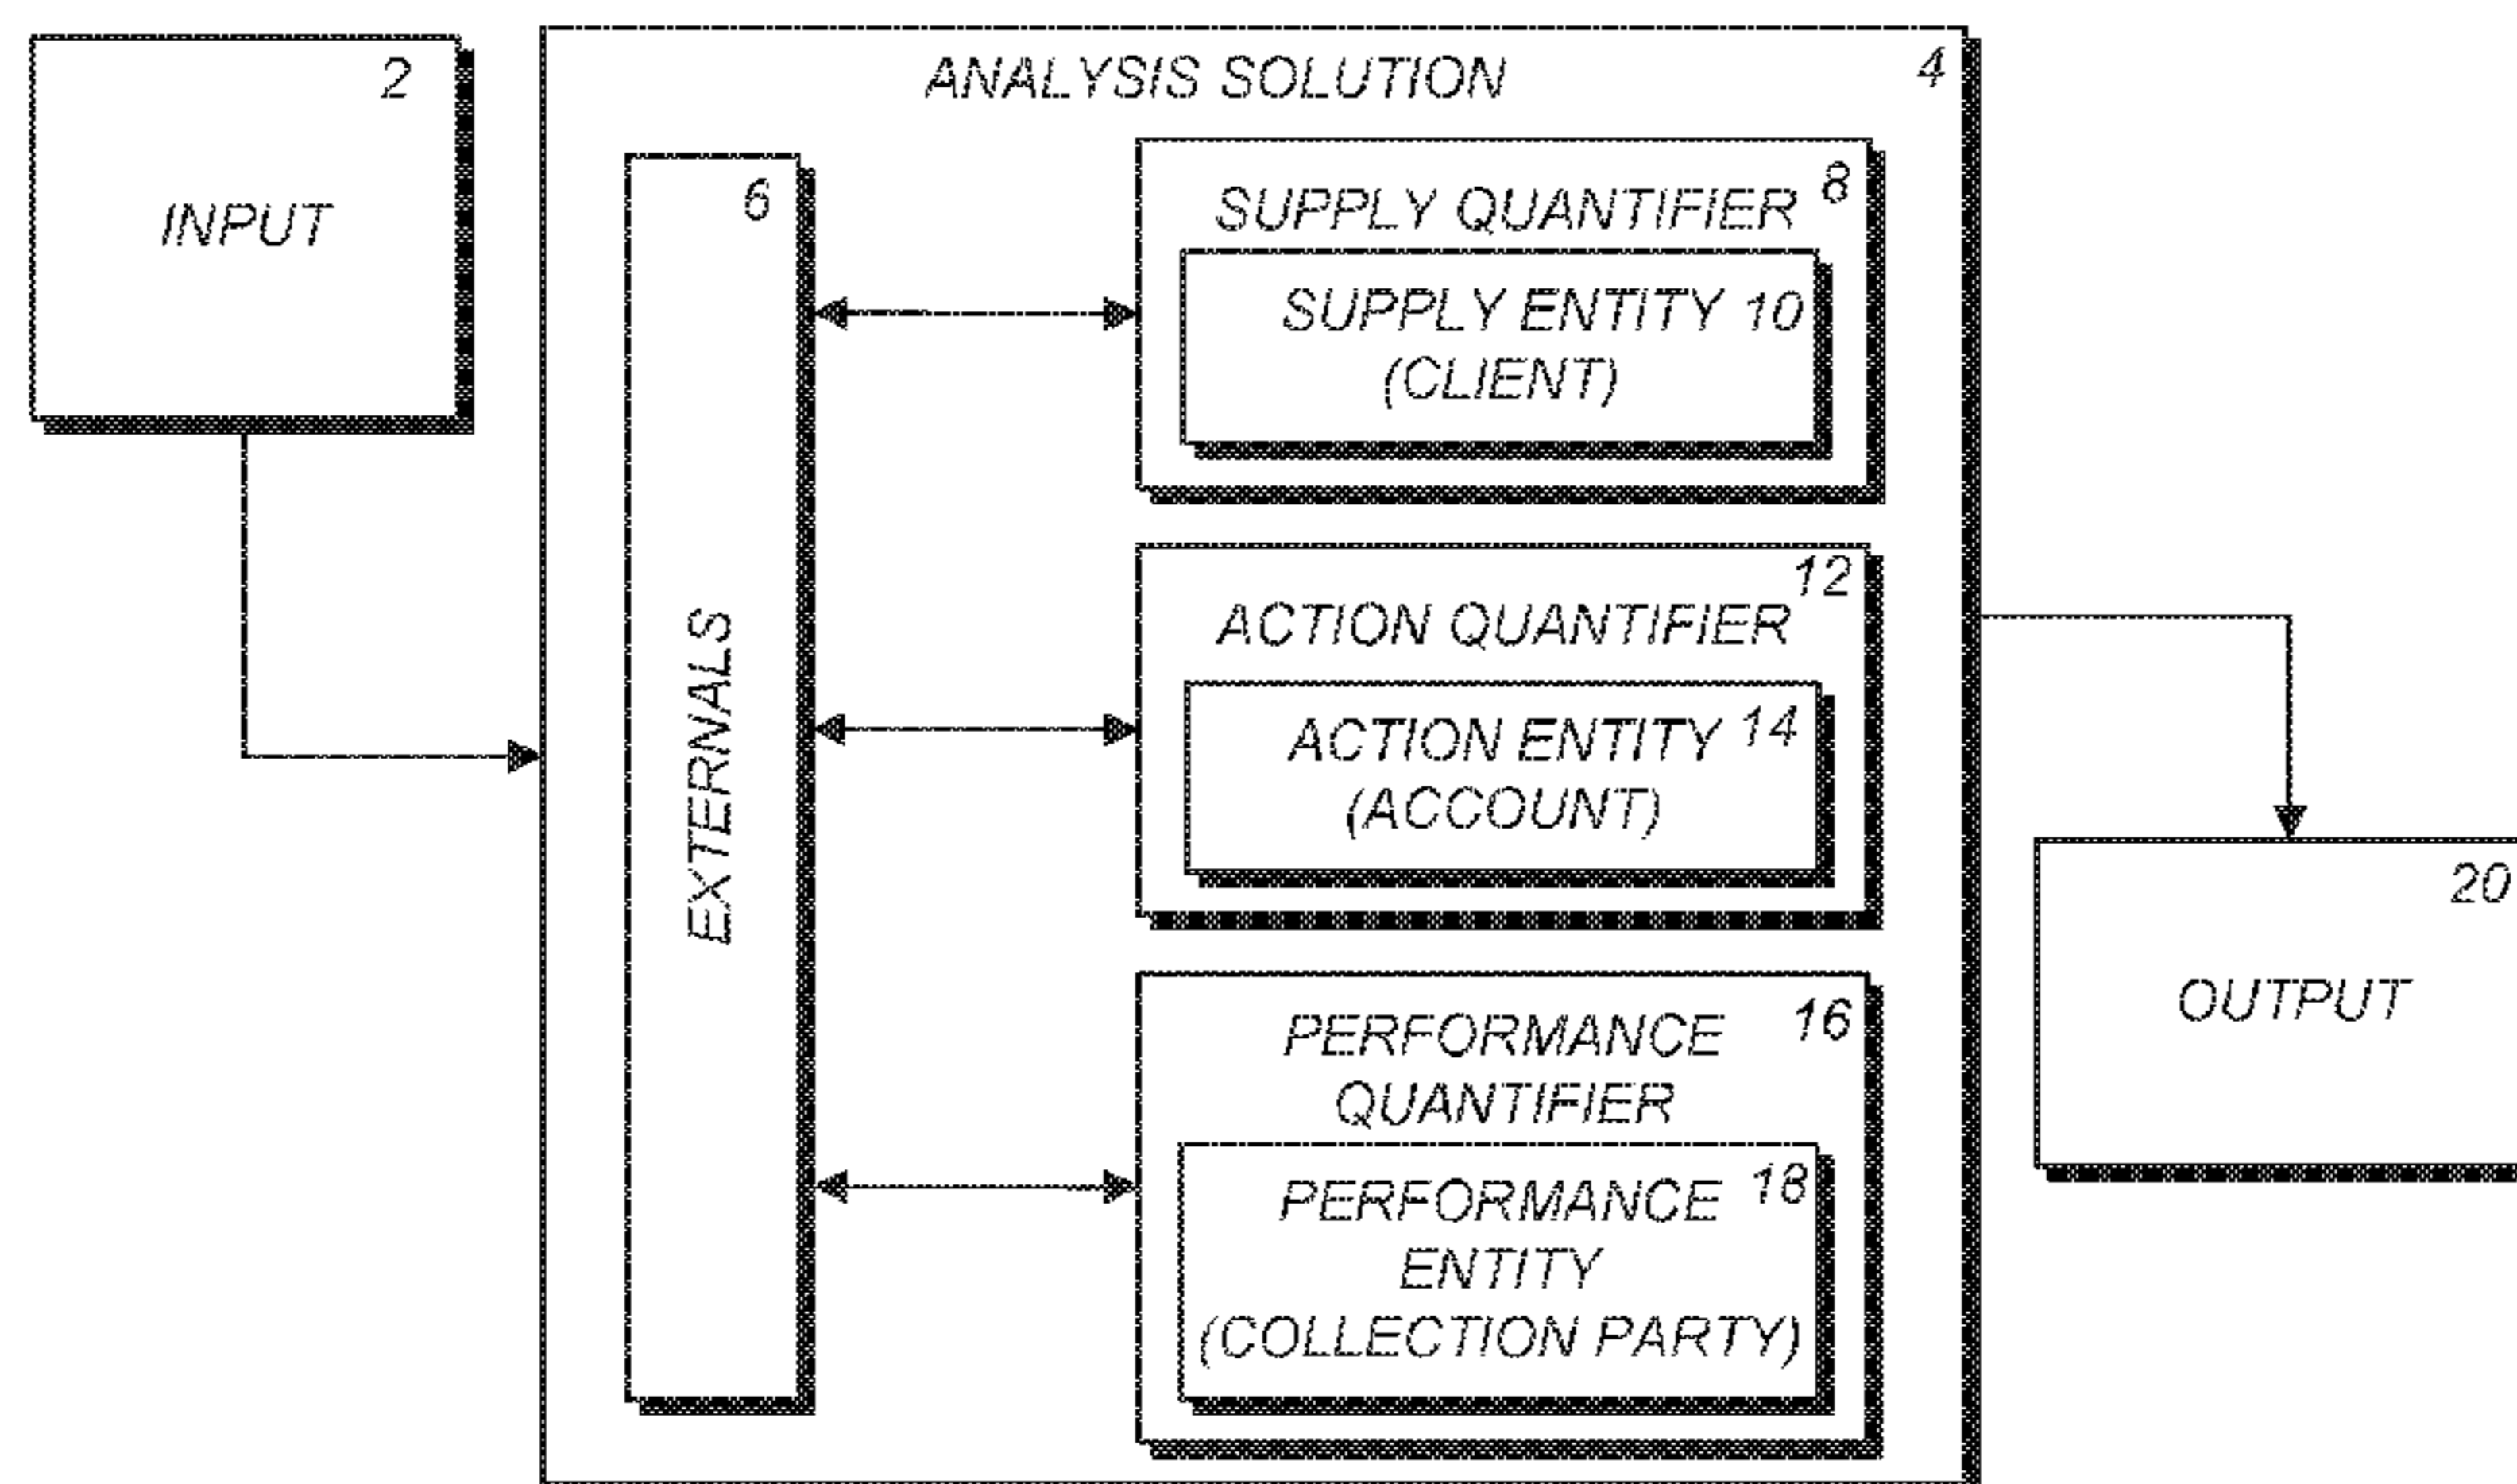 2
INPUT
ANALYSIS SOLUTION 4
6
EXTERNALS
8
SUPPLY QUANTIFIER
SUPPLY ENTITY 10
(CLIENT)
12
ACTION QUANTIFIER
ACTION ENTITY 14
(ACCOUNT)
PERFORMANCE 16
QUANTIFIER
PERFORMANCE 18
ENTITY
(COLLECTION PARTY)
20
OUTPUT